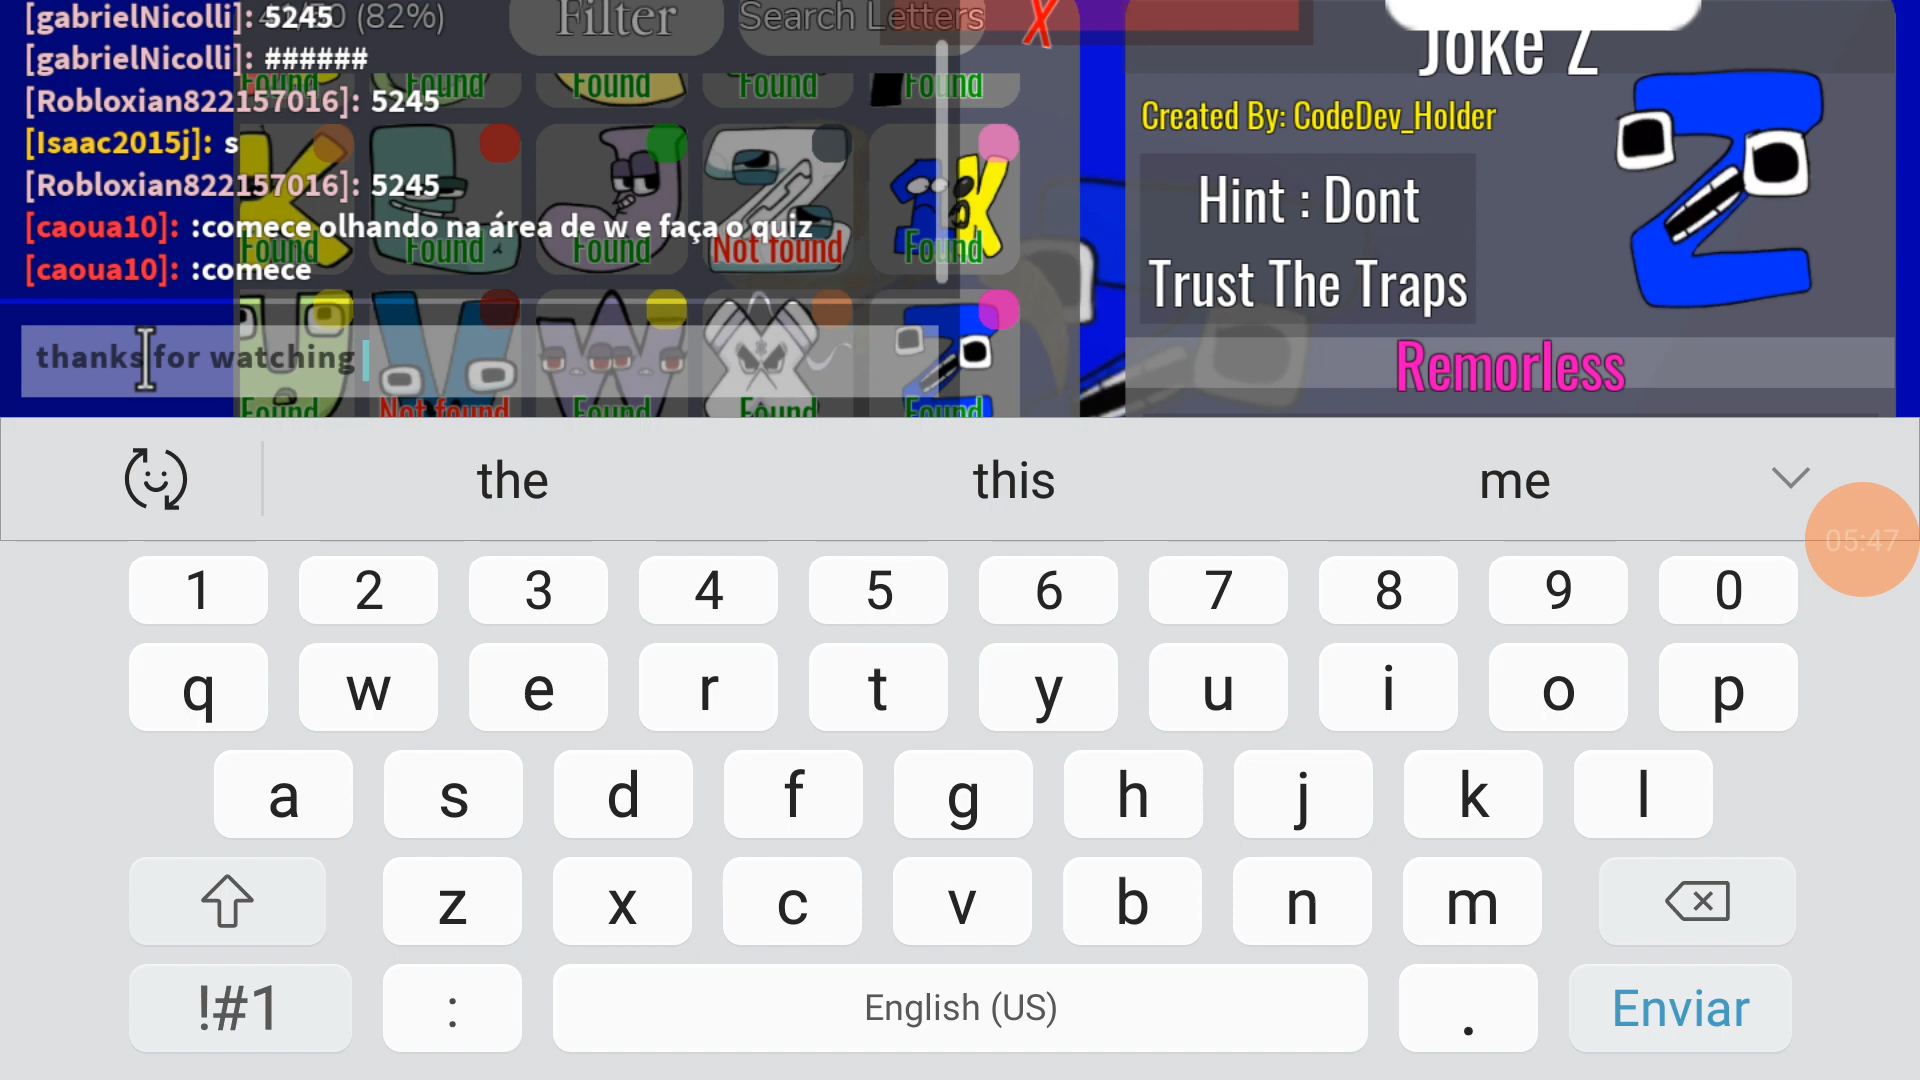 [gabrielNicolli]: 5245
[gabrielNicolli]: ######
[Robloxian822157016]: 5245
[Isaac2015j]: s
[Robloxian822157016]: 5245
[caoua10]: :comece olhando na área de w e faça o quiz
[caoua10]: :comece
thanks for watching
(82%)
Filter
Search Letters
X
Found Found Found Found Found
Found Found Found Not found Found
Found Not found Found Found Found
Joke Z
Created By: CodeDev_Holder
Hint : Dont
Trust The Traps
Remorless
the this me
05:47
1 2 3 4 5 6 7 8 9 0
q w e r t y u i o p
a s d f g h j k l
z x c v b n m
!#1 : English (US) . Enviar